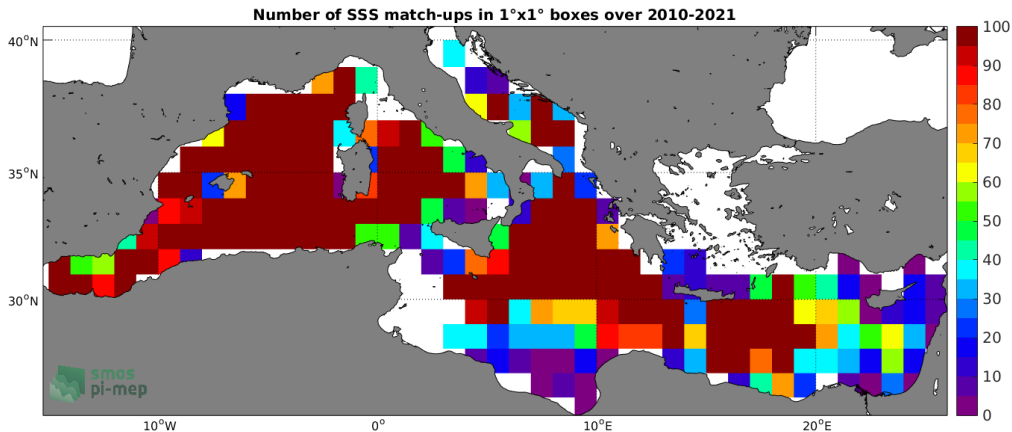 Number of SSS match-ups in 1°x1° boxes over 2010-2021
40°N
35°N
30°N
10°W
0°
10°E
20°E
100
90
80
70
60
50
40
30
20
10
0
smos
pi-mep